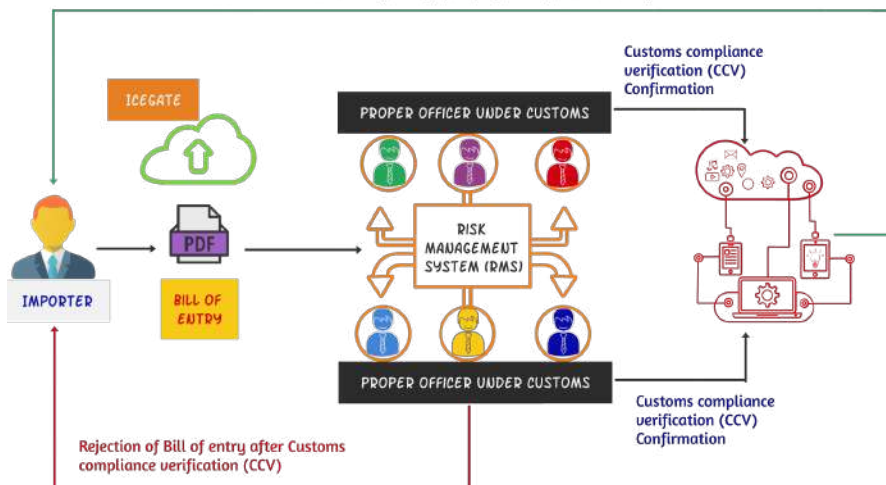 Customs compliance
verification (CCV)
Confirmation
ICEGATE
PROPER OFFICER UNDER CUSTOMS
RISK
MANAGEMENT
SYSTEM (RMS)
PDF
IMPORTER
BILL OF
ENTRY
PROPER OFFICER UNDER CUSTOMS
Customs compliance
verification (CCV)
Confirmation
Rejection of Bill of entry after Customs
compliance verification (CCV)